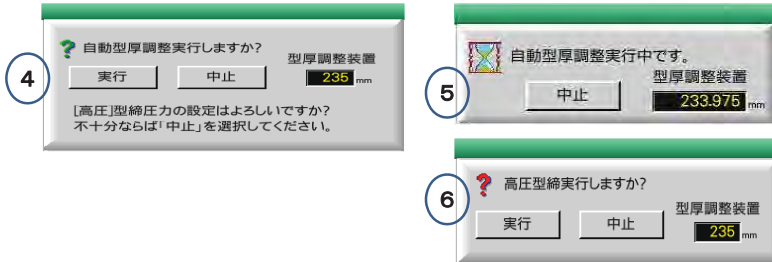 4
自動型厚調整実行しますか?
型厚調整装置
実行 中止 235 mm
[高圧]型締圧力の設定はよろしいですか?
不十分ならば「中止」を選択してください。
5
自動型厚調整実行中です。
型厚調整装置
中止 233.975 mm
6
高圧型締実行しますか?
型厚調整装置
実行 中止 235 mm